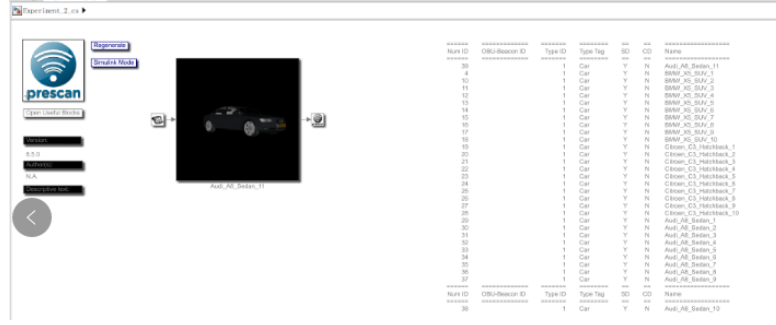 Experiment_2_cs
Regenerate
Simulink Mode
prescan
Open Useful Blocks
Version:
8.5.0
Author(s):
N.A.
Descriptive text:
Audi_A8_Sedan_11
====== ============= ======= ======== == == ==================
Num ID OBU-Beacon ID Type ID Type Tag SD CD Name
====== ============= ======= ======== == == ==================
39 1 Car Y N Audi_A8_Sedan_11
4 1 Car Y N BMW_X5_SUV_1
10 1 Car Y N BMW_X5_SUV_2
11 1 Car Y N BMW_X5_SUV_3
12 1 Car Y N BMW_X5_SUV_4
13 1 Car Y N BMW_X5_SUV_5
14 1 Car Y N BMW_X5_SUV_6
15 1 Car Y N BMW_X5_SUV_7
16 1 Car Y N BMW_X5_SUV_8
17 1 Car Y N BMW_X5_SUV_9
18 1 Car Y N BMW_X5_SUV_10
19 1 Car Y N Citroen_C3_Hatchback_1
20 1 Car Y N Citroen_C3_Hatchback_2
21 1 Car Y N Citroen_C3_Hatchback_3
22 1 Car Y N Citroen_C3_Hatchback_4
23 1 Car Y N Citroen_C3_Hatchback_5
24 1 Car Y N Citroen_C3_Hatchback_6
25 1 Car Y N Citroen_C3_Hatchback_7
26 1 Car Y N Citroen_C3_Hatchback_8
27 1 Car Y N Citroen_C3_Hatchback_9
28 1 Car Y N Citroen_C3_Hatchback_10
29 1 Car Y N Audi_A8_Sedan_1
30 1 Car Y N Audi_A8_Sedan_2
31 1 Car Y N Audi_A8_Sedan_3
32 1 Car Y N Audi_A8_Sedan_4
33 1 Car Y N Audi_A8_Sedan_5
34 1 Car Y N Audi_A8_Sedan_6
35 1 Car Y N Audi_A8_Sedan_7
36 1 Car Y N Audi_A8_Sedan_8
37 1 Car Y N Audi_A8_Sedan_9
====== ============= ======= ======== == == ==================
Num ID OBU-Beacon ID Type ID Type Tag SD CD Name
====== ============= ======= ======== == == ==================
38 1 Car Y N Audi_A8_Sedan_10